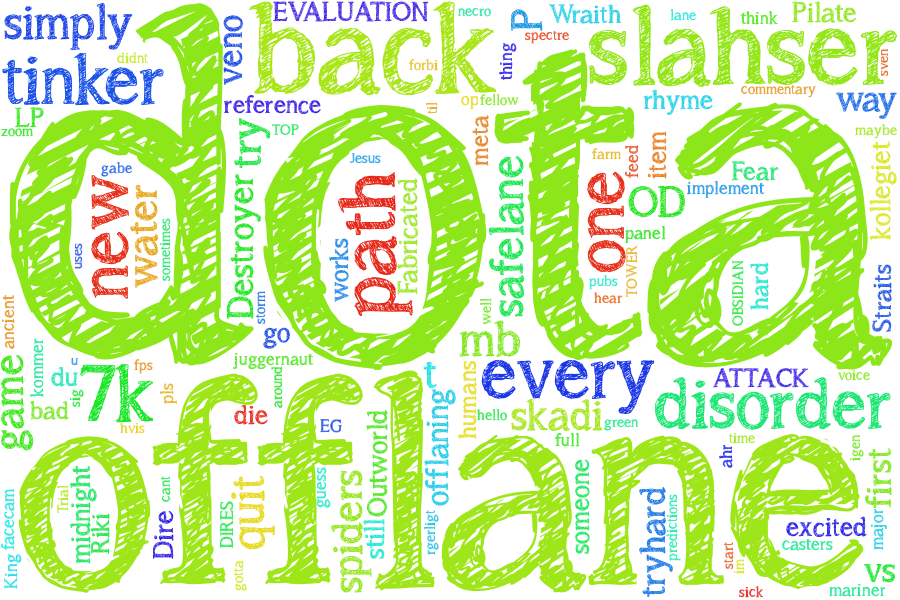 simply
didnt
veno
EVALUATION
necro
P
Wraith
lane
think
Pilate
tinker
back
forbi
thing
spectre
slahser
sven
commentary
LP
zoom
reference
til
op
fellow
rhyme
way
TOP
try
meta
maybe
dota
gabe
Jesus
farm
feed
item
Fear
implement
kollegiet
new
water
sometimes
uses
Destroyer
works
path
Fabricated
safelane
one
OD
panel
TOWER
pubs
hear
OBSIDIAN
hard
Straits
ancient
storm
go
well
mb
game
kommer
u
du
sig
fps
7k
pls
juggernaut
around
t
humans
every
ATTACK
voice
bad
hvis
die
EG
offlaning
hello
skadi
green
full
disorder
offlane
King
facecam
Trial
midnight
Riki
Dire
cant
DIRES
quit
gotta
guess
spiders
still
Outworld
rgerligt
someone
tryhard
predictions
ahr
time
start
im
sick
excited
casters
igen
first
major
vs
mariner